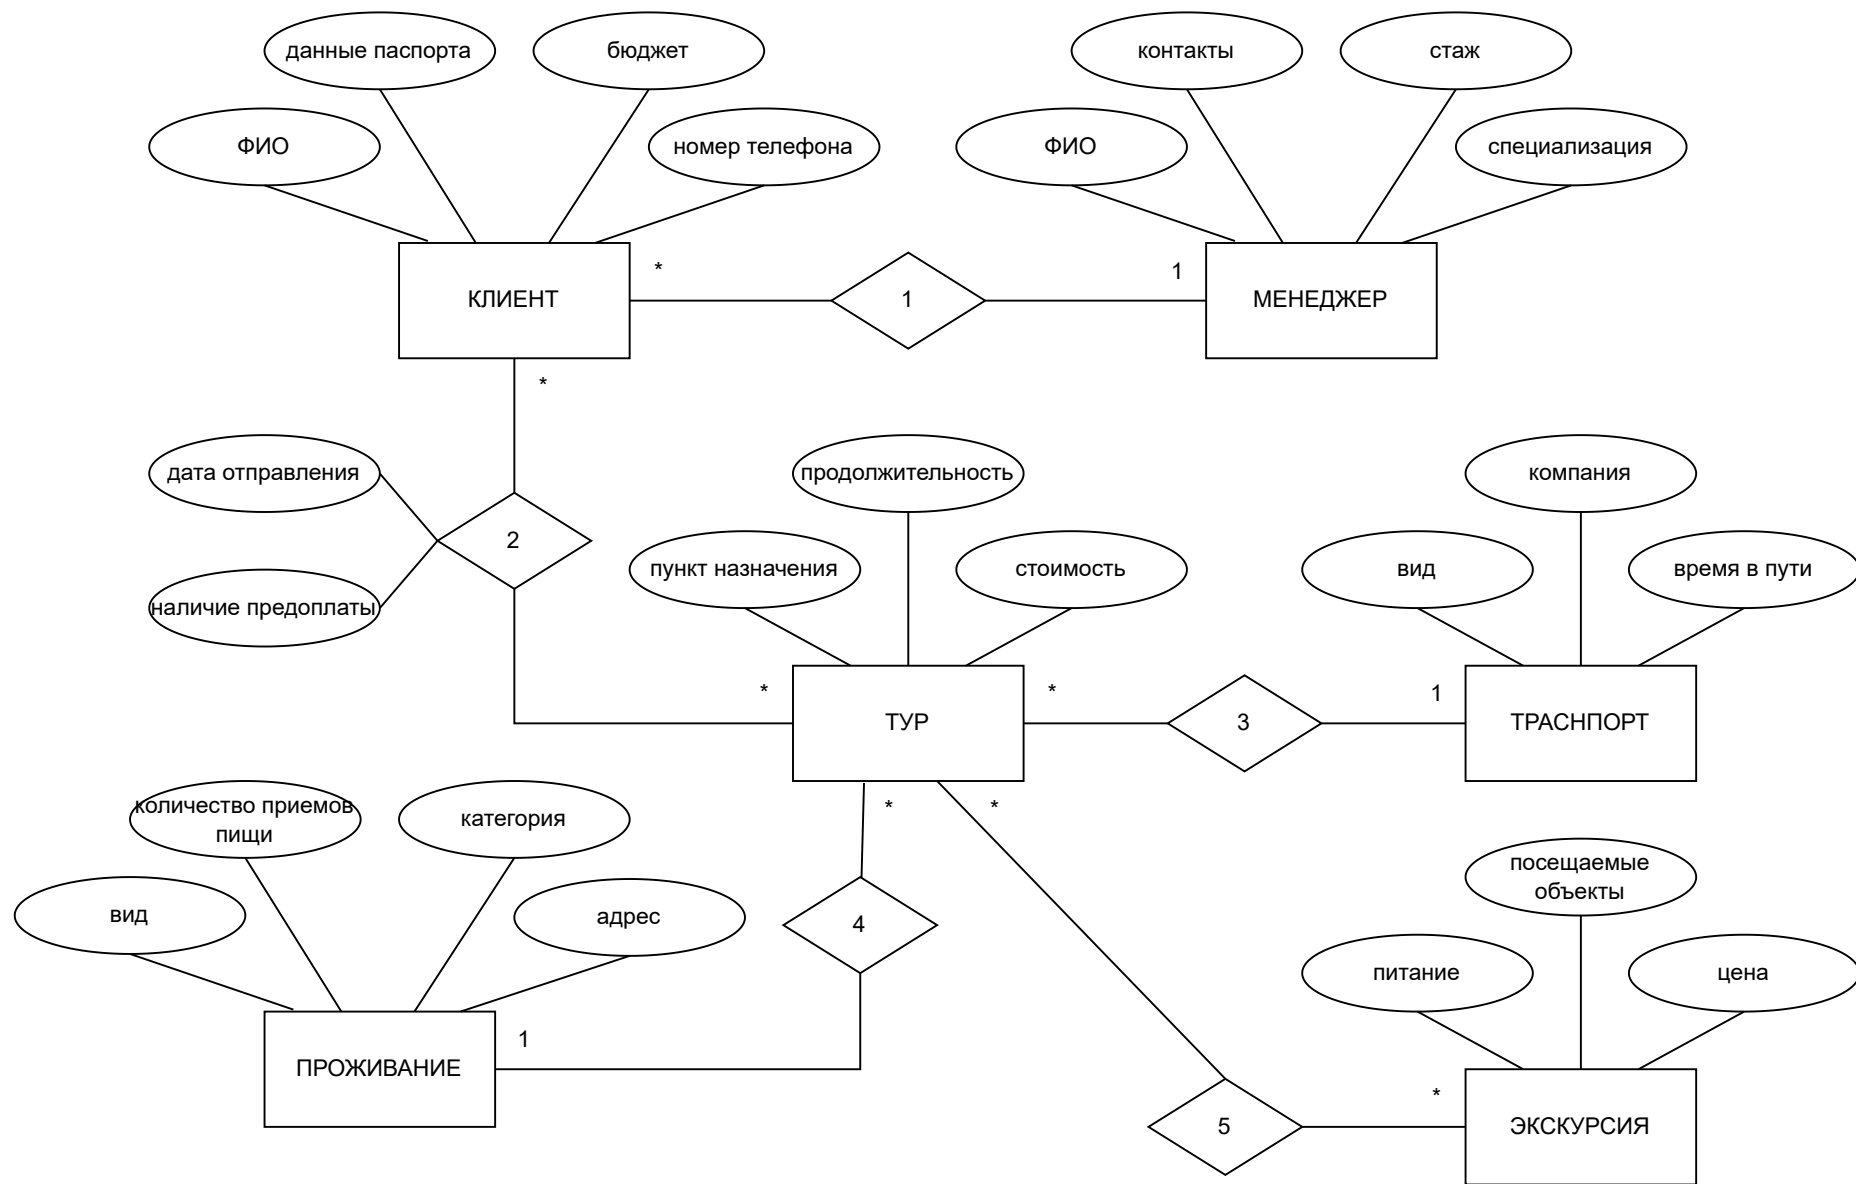 данные паспорта
бюджет
контакты
стаж
ФИО
номер телефона
ФИО
специализация
*
1
КЛИЕНТ
1
МЕНЕДЖЕР
*
дата отправления
продолжительность
компания
2
пункт назначения
стоимость
вид
время в пути
наличие предоплаты
*
*
1
ТУР
3
ТРАСНПОРТ
количество приемов
пищи
категория
*
*
посещаемые
объекты
вид
адрес
4
питание
цена
1
ПРОЖИВАНИЕ
*
5
ЭКСКУРСИЯ